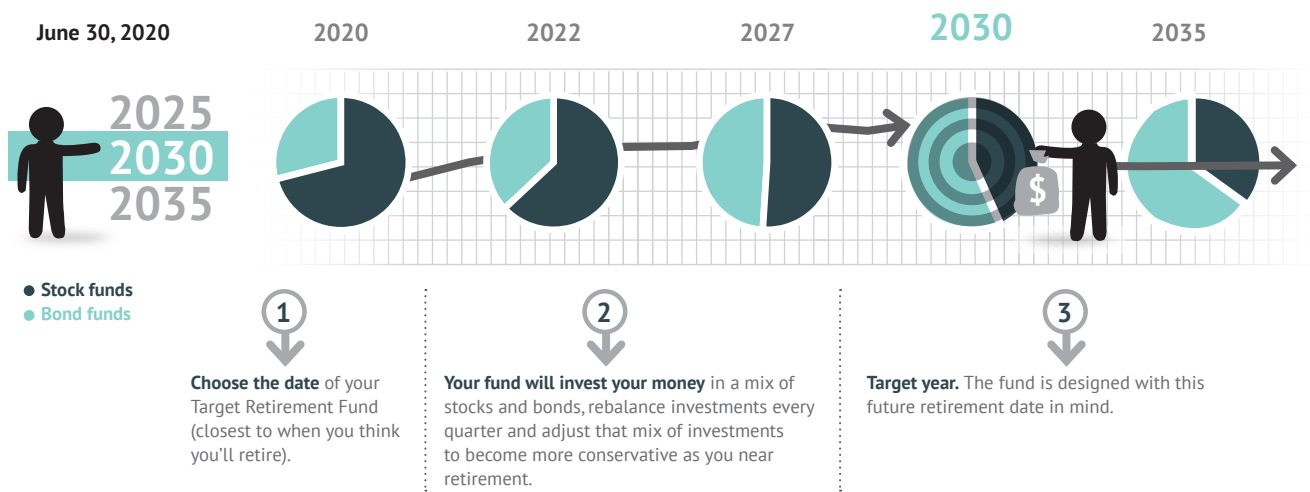 June 30, 2020
2020
2022
2027
2030
2035
2025
2030
2035
$
Stock funds
Bond funds
1
Choose the date of your
Target Retirement Fund
(closest to when you think
you’ll retire).
2
Your fund will invest your money in a mix of
stocks and bonds, rebalance investments every
quarter and adjust that mix of investments
to become more conservative as you near
retirement.
3
Target year. The fund is designed with this
future retirement date in mind.